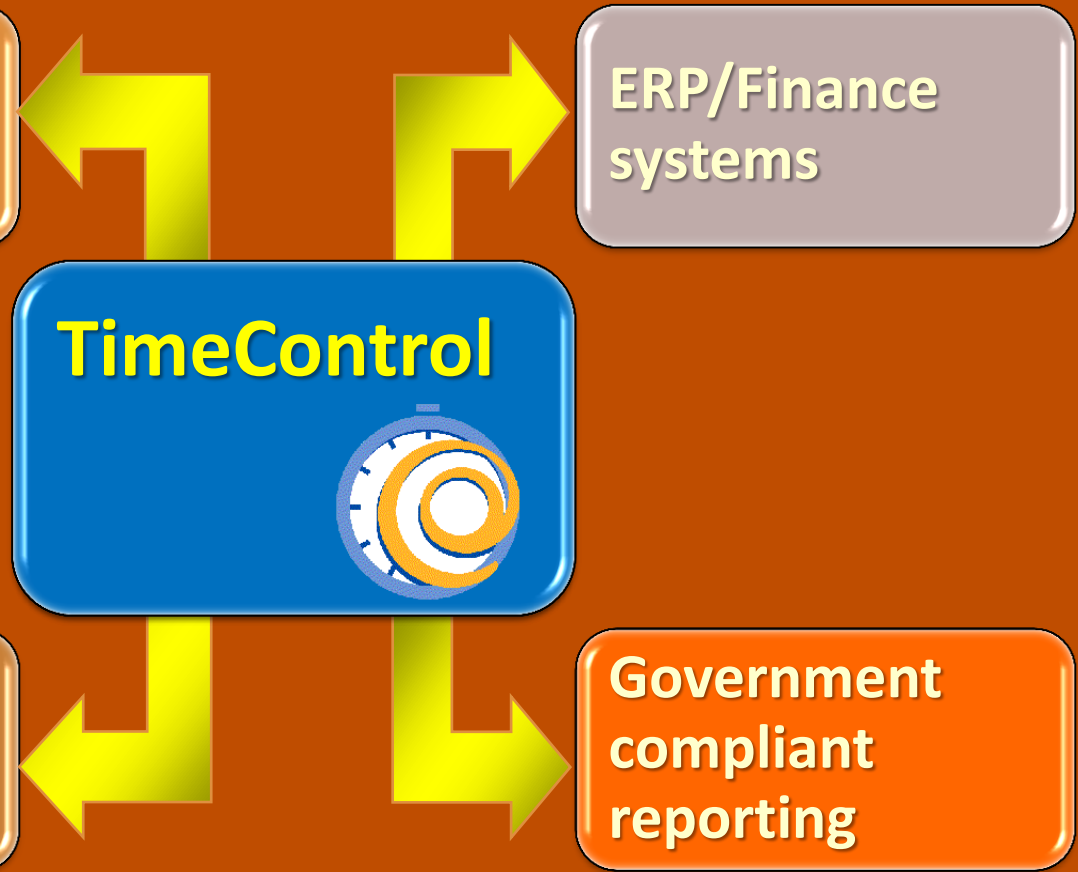 ERP/Finance
systems
TimeControl
Government
compliant
reporting